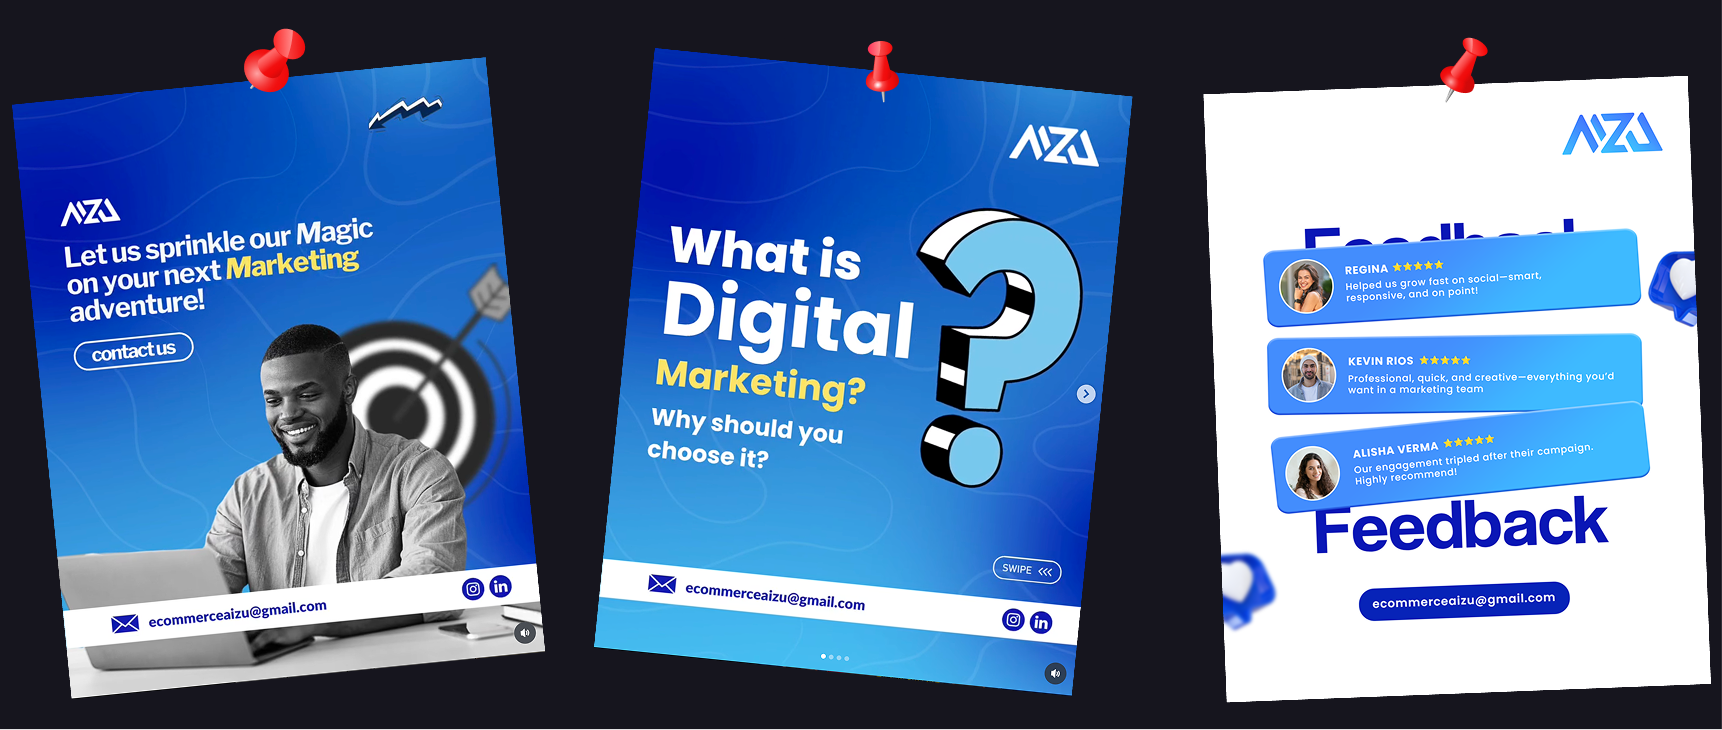 AIZU
Let us sprinkle our Magic
on your next Marketing
adventure!
contact us
ecommerceaizu@gmail.com
AIZU
What is
Digital
Marketing?
Why should you
choose it?
SWIPE
ecommerceaizu@gmail.com
AIZU
Feedback
REGINA
Helped us grow fast on social—smart,
responsive, and on point!
KEVIN RIOS
Professional, quick, and creative—everything you'd
want in a marketing team
ALISHA VERMA
Our engagement tripled after their campaign.
Highly recommend!
Feedback
ecommerceaizu@gmail.com